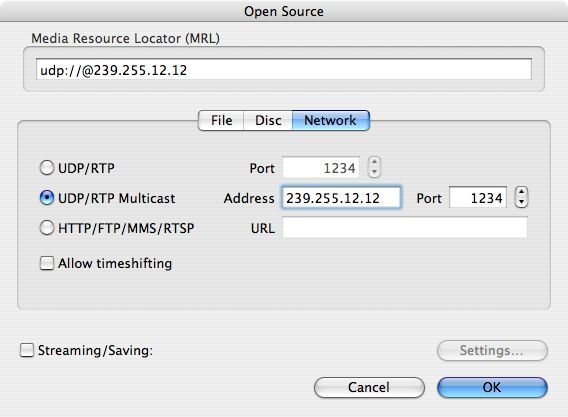 Open Source
Media Resource Locator (MRL)
udp://@239.255.12.12
File Disc Network
UDP/RTP Port 1234
UDP/RTP Multicast Address 239.255.12.12 Port 1234
HTTP/FTP/MMS/RTSP URL
Allow timeshifting
Streaming/Saving: Settings...
Cancel OK